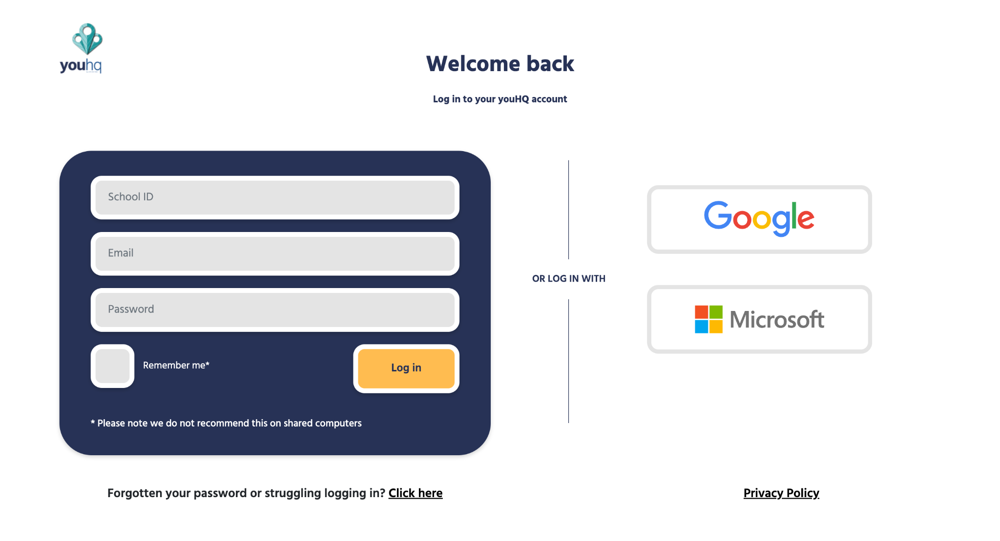 youhq
Welcome back
Log in to your youHQ account
School ID
Email
Password
Remember me*
Log in
* Please note we do not recommend this on shared computers
OR LOG IN WITH
Google
Microsoft
Forgotten your password or struggling logging in? Click here
Privacy Policy